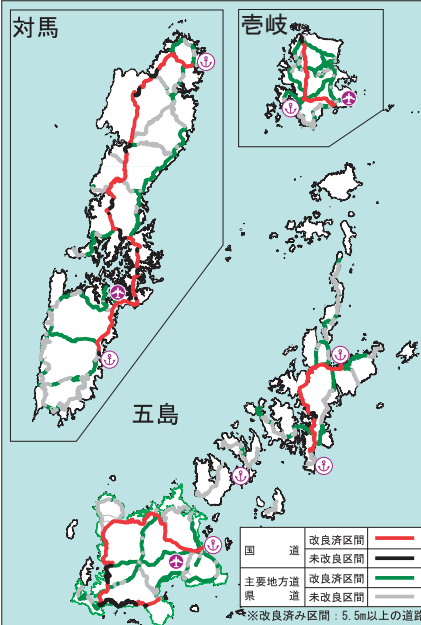 対馬
壱岐
五島
国道 改良済区間
未改良区間
主要地方道 県道 改良済区間
未改良区間
※改良済み区間：5.5m以上の道路